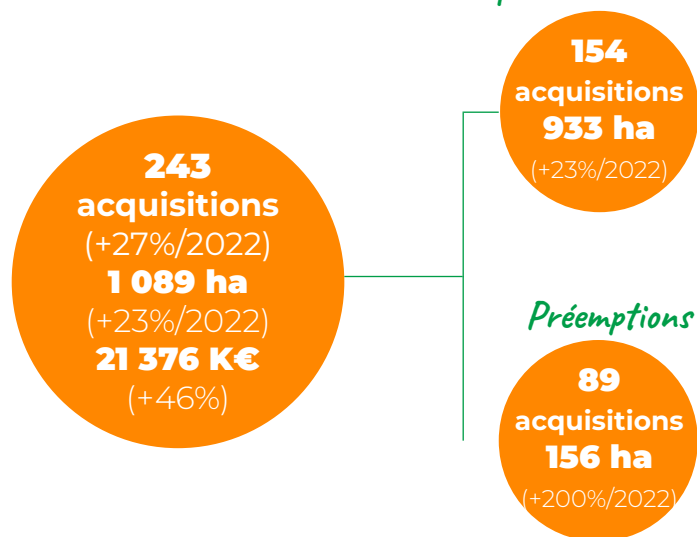 243
acquisitions
(+27%/2022)
1 089 ha
(+23%/2022)
21 376 K€
(+46%)
154
acquisitions
933 ha
(+23%/2022)
Préemptions
89
acquisitions
156 ha
(+200%/2022)